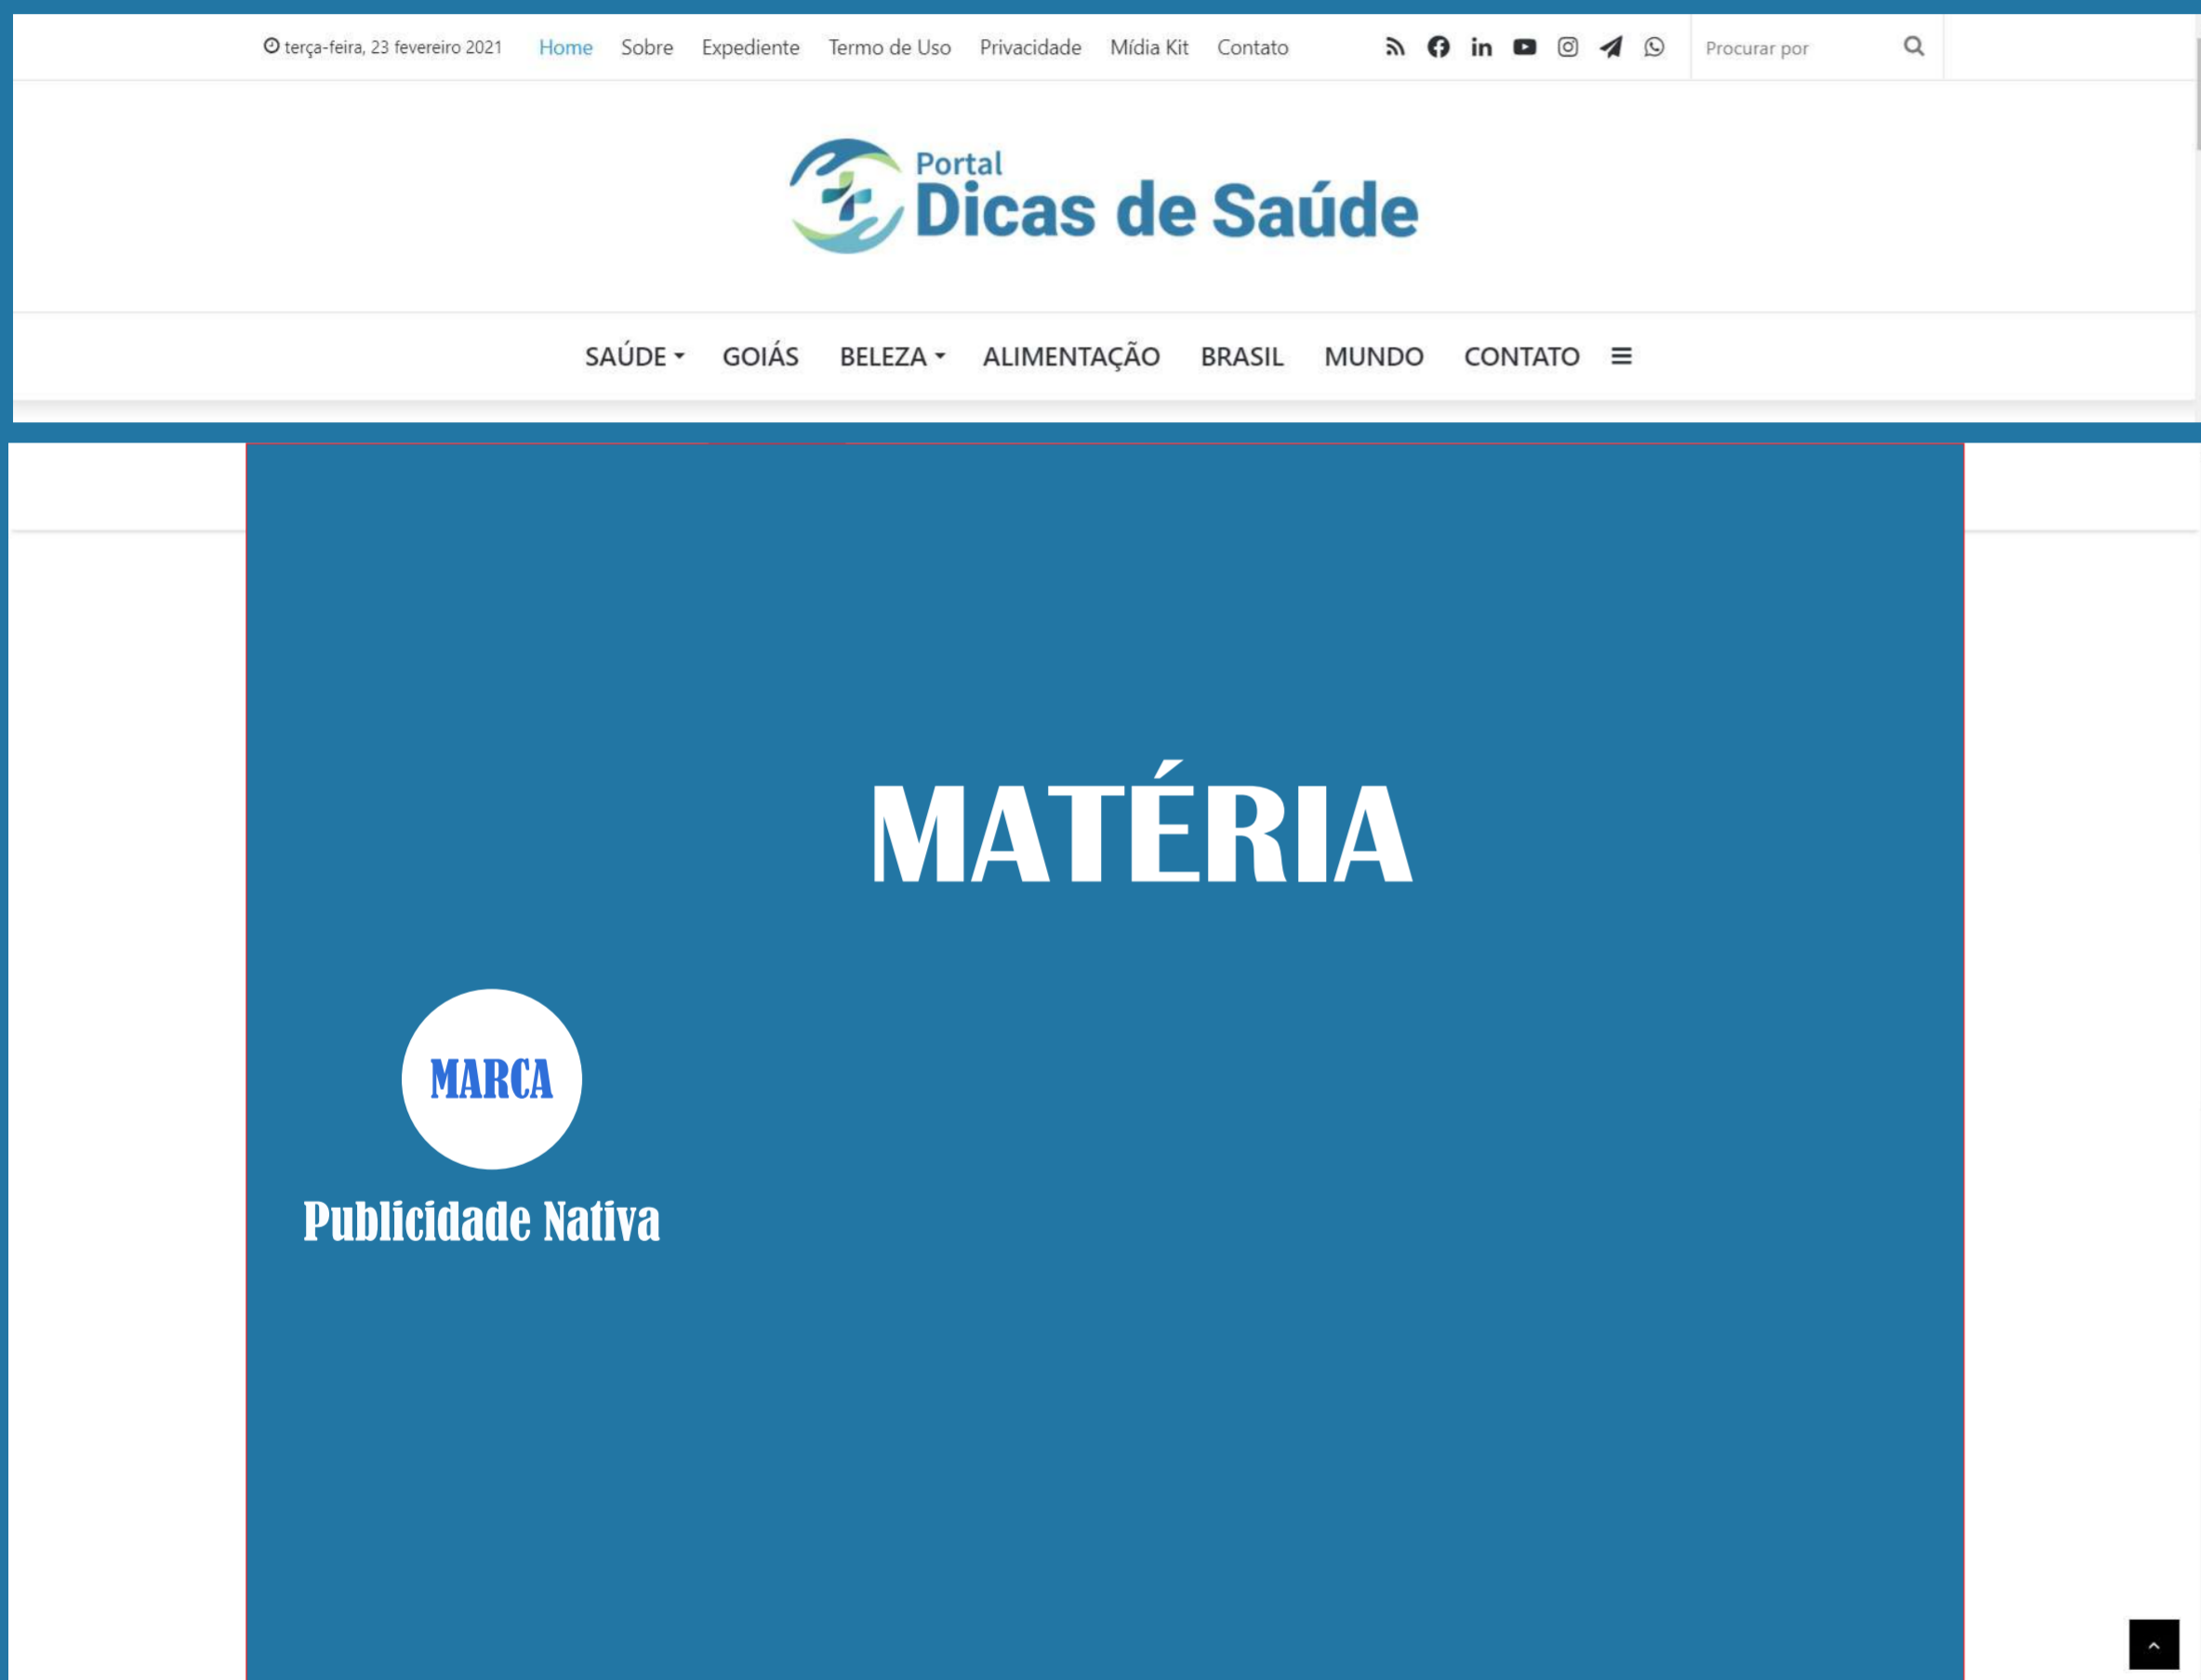 terça-feira, 23 fevereiro 2021 Home Sobre Expediente Termo de Uso Privacidade Mídia Kit Contato Procurar por
Portal
Dicas de Saúde
SAÚDE GOIÁS BELEZA ALIMENTAÇÃO BRASIL MUNDO CONTATO
MATÉRIA
MARCA
Publicidade Nativa